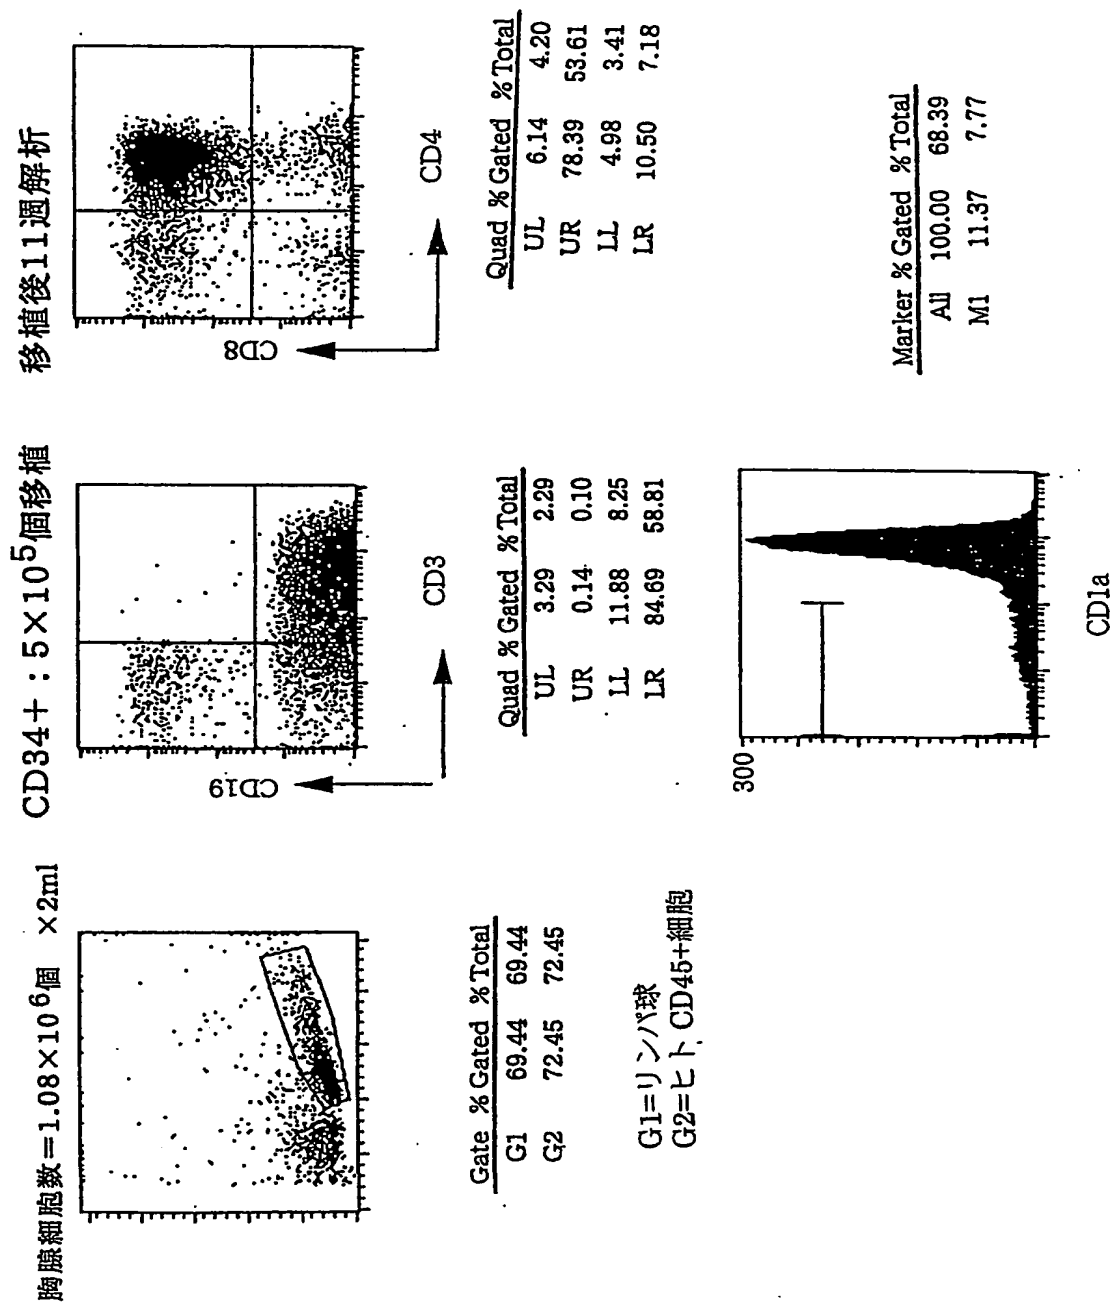 胸腺細胞数=1.08×10⁶個 ×2ml
CD34+:5×10⁵個移植
移植後11週解析
Gate % Gated % Total
G1 69.44 69.44
G2 72.45 72.45
G1=リンパ球
G2=ヒト CD45+細胞
CD19
CD3
Quad % Gated % Total
UL 3.29 2.29
UR 0.14 0.10
LL 11.88 8.25
LR 84.69 58.81
CD8
CD4
Quad % Gated % Total
UL 6.14 4.20
UR 78.39 53.61
LL 4.98 3.41
LR 10.50 7.18
300
CD1a
Marker % Gated % Total
All 100.00 68.39
M1 11.37 7.77